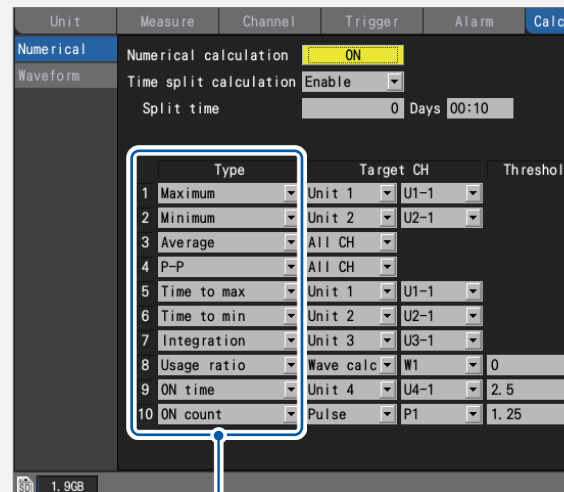 Unit Measure Channel Trigger Alarm Calc
Numerical Numerical calculation ON
Waveform Time split calculation Enable
Split time 0 Days 00:10
Type Target CH Threshol
1 Maximum Unit 1 U1-1
2 Minimum Unit 2 U2-1
3 Average All CH
4 P-P All CH
5 Time to max Unit 1 U1-1
6 Time to min Unit 2 U2-1
7 Integration Unit 3 U3-1
8 Usage ratio Wave calc W1 0
9 ON time Unit 4 U4-1 2.5
10 ON count Pulse P1 1.25
SD 1.9GB